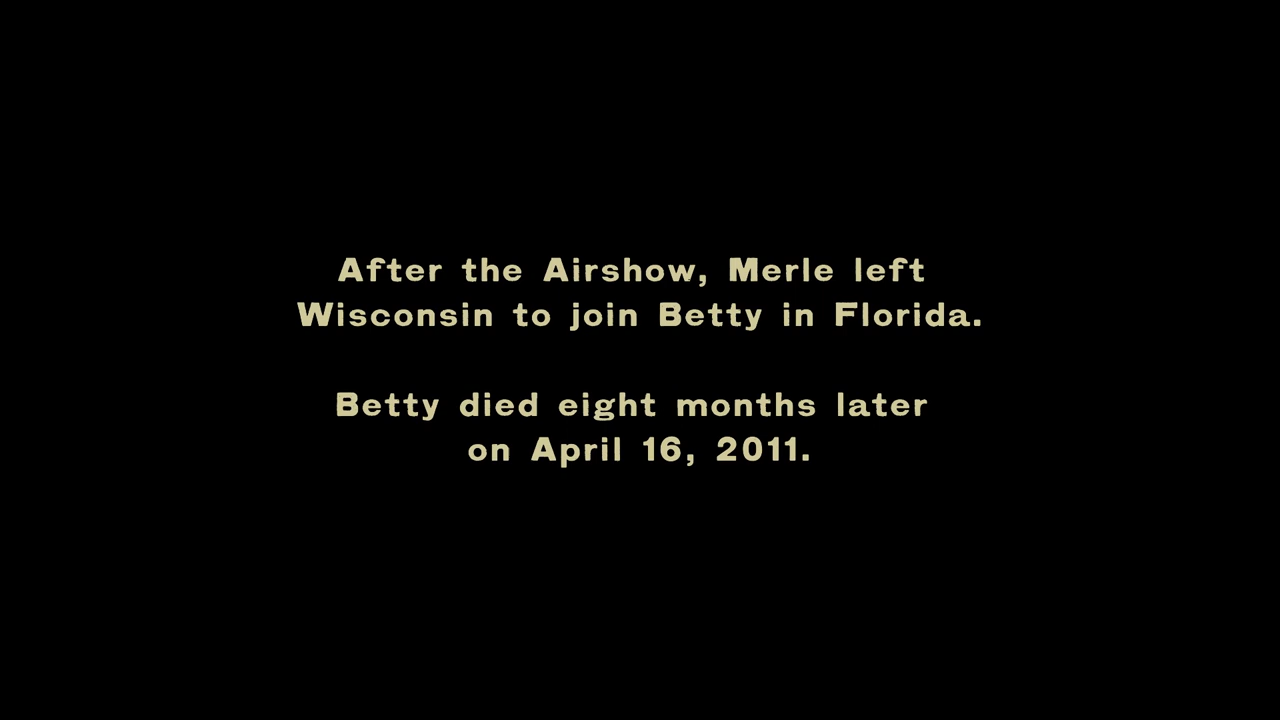 After the Airshow, Merle left
Wisconsin to join Betty in Florida.
Betty died eight months later
on April 16, 2011.